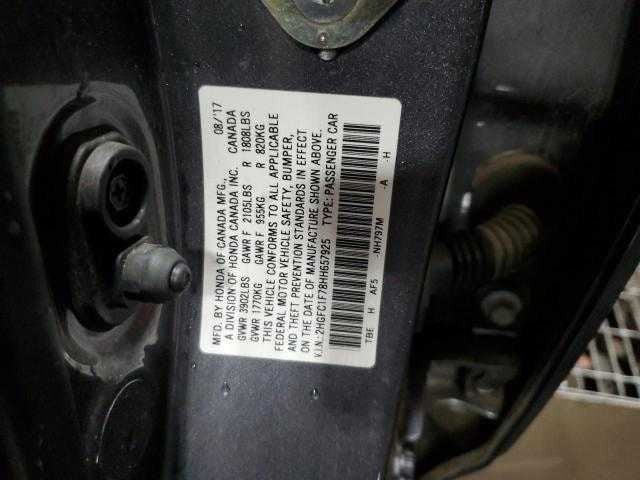 MFD. BY HONDA OF CANADA MFG., 08/'17
A DIVISION OF HONDA CANADA INC. CANADA
GVWR 3902LBS GAWR F 2105LBS R 1808LBS
GVWR 1770KG GAWR F 955KG R 820KG
THIS VEHICLE CONFORMS TO ALL APPLICABLE
FEDERAL MOTOR VEHICLE SAFETY, BUMPER,
AND THEFT PREVENTION STANDARDS IN EFFECT
ON THE DATE OF MANUFACTURE SHOWN ABOVE.
V.I.N.:2HGFC1F78HH657925 TYPE: PASSENGER CAR
TBE H AF5 -NH797M -A -H